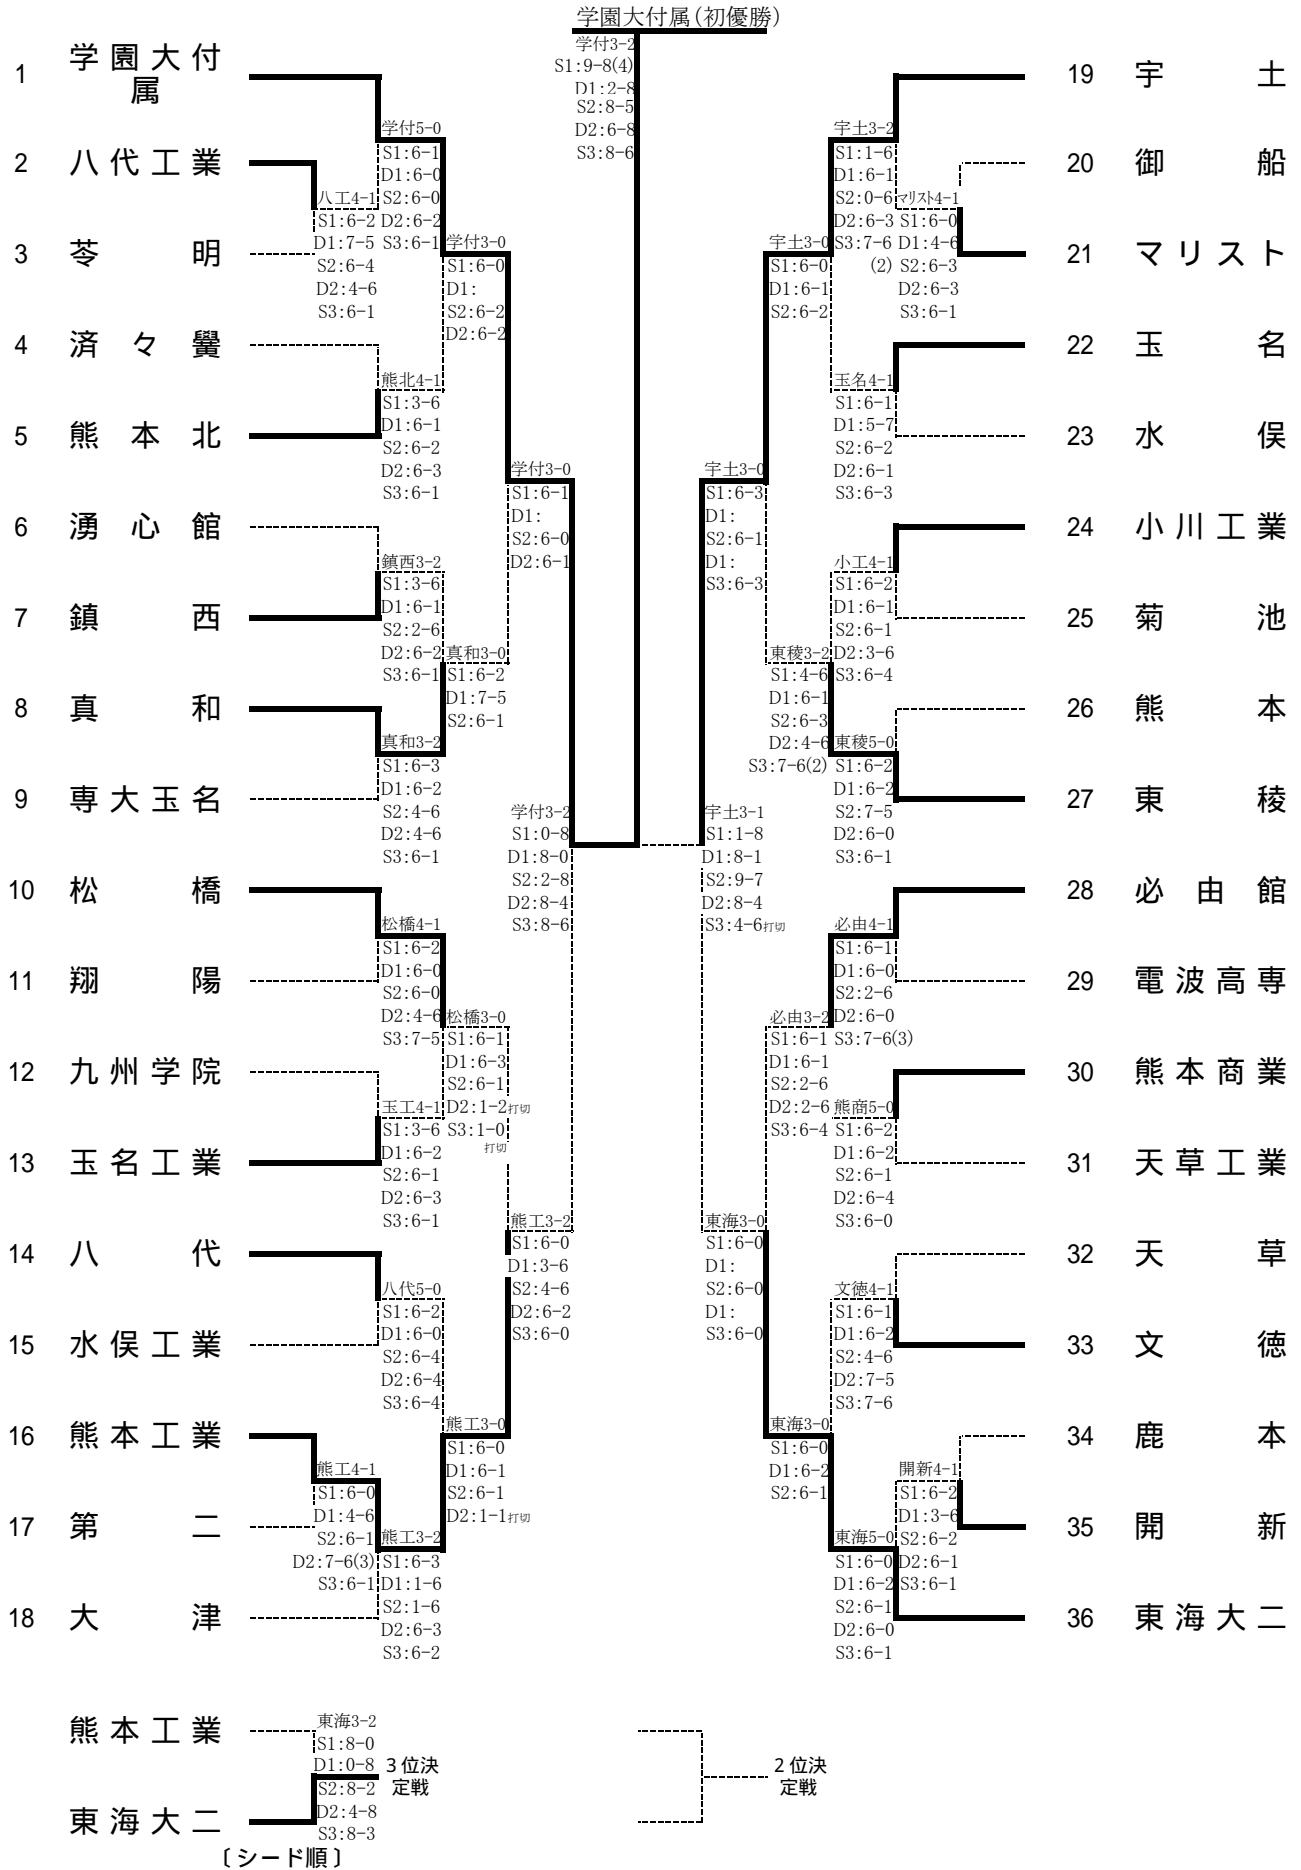 学園大付属(初優勝)
学付3-2
S1:9-8(4)
D1:2-8
S2:8-5
D2:6-8
S3:8-6
1 学園大付属
2 八代工業
3 苓明
4 済々黌
5 熊本北
6 湧心館
7 鎮西
8 真和
9 専大玉名
10 松橋
11 翔陽
12 九州学院
13 玉名工業
14 八代
15 水俣工業
16 熊本工業
17 第二
18 大津
八工4-1
S1:6-2
D1:7-5
S2:6-4
D2:4-6
S3:6-1
熊工4-1
S1:6-0
D1:4-6
S2:6-1
D2:7-6(3)
S3:6-1
学付5-0
S1:6-1
D1:6-0
S2:6-0
D2:6-2
S3:6-1
熊北4-1
S1:3-6
D1:6-1
S2:6-2
D2:6-3
S3:6-1
鎮西3-2
S1:3-6
D1:6-1
S2:2-6
D2:6-2
S3:6-1
真和3-2
S1:6-3
D1:6-2
S2:4-6
D2:4-6
S3:6-1
松橋4-1
S1:6-2
D1:6-0
S2:6-0
D2:4-6
S3:7-5
玉工4-1
S1:3-6
D1:6-2
S2:6-1
D2:6-3
S3:6-1
八代5-0
S1:6-2
D1:6-0
S2:6-4
D2:6-4
S3:6-4
熊工3-2
S1:6-3
D1:1-6
S2:1-6
D2:6-3
S3:6-2
学付3-0
S1:6-0
D1:
S2:6-2
D2:6-2
真和3-0
S1:6-2
D1:7-5
S2:6-1
松橋3-0
S1:6-1
D1:6-3
S2:6-1
D2:1-2打切
S3:1-0
打切
熊工3-0
S1:6-0
D1:6-1
S2:6-1
D2:1-1打切
学付3-0
S1:6-1
D1:
S2:6-0
D2:6-1
熊工3-2
S1:6-0
D1:3-6
S2:4-6
D2:6-2
S3:6-0
学付3-2
S1:0-8
D1:8-0
S2:2-8
D2:8-4
S3:8-6
宇土3-1
S1:1-8
D1:8-1
S2:9-7
D2:8-4
S3:4-6打切
宇土3-0
S1:6-3
D1:
S2:6-1
D1:
S3:6-3
東海3-0
S1:6-0
D1:
S2:6-0
D1:
S3:6-0
宇土3-0
S1:6-0
D1:6-1
S2:6-2
東稜3-2
S1:4-6
D1:6-1
S2:6-3
D2:4-6
S3:7-6(2)
必由3-2
S1:6-1
D1:6-1
S2:2-6
D2:2-6
S3:6-4
東海3-0
S1:6-0
D1:6-2
S2:6-1
宇土3-2
S1:1-6
D1:6-1
S2:0-6
D2:6-3
S3:7-6
(2)
玉名4-1
S1:6-1
D1:5-7
S2:6-2
D2:6-1
S3:6-3
小工4-1
S1:6-2
D1:6-1
S2:6-1
D2:3-6
S3:6-4
東稜5-0
S1:6-2
D1:6-2
S2:7-5
D2:6-0
S3:6-1
必由4-1
S1:6-1
D1:6-0
S2:2-6
D2:6-0
S3:7-6(3)
熊商5-0
S1:6-2
D1:6-2
S2:6-1
D2:6-4
S3:6-0
文徳4-1
S1:6-1
D1:6-2
S2:4-6
D2:7-5
S3:7-6
東海5-0
S1:6-0
D1:6-2
S2:6-1
D2:6-0
S3:6-1
マリスト4-1
S1:6-0
D1:4-6
S2:6-3
D2:6-3
S3:6-1
開新4-1
S1:6-2
D1:3-6
S2:6-2
D2:6-1
S3:6-1
19 宇土
20 御船
21 マリスト
22 玉名
23 水俣
24 小川工業
25 菊池
26 熊本
27 東稜
28 必由館
29 電波高専
30 熊本商業
31 天草工業
32 天草
33 文徳
34 鹿本
35 開新
36 東海大二
熊本工業
東海大二
東海3-2
S1:8-0
D1:0-8
S2:8-2
D2:4-8
S3:8-3
3位決
定戦
2位決
定戦
〔シード順〕